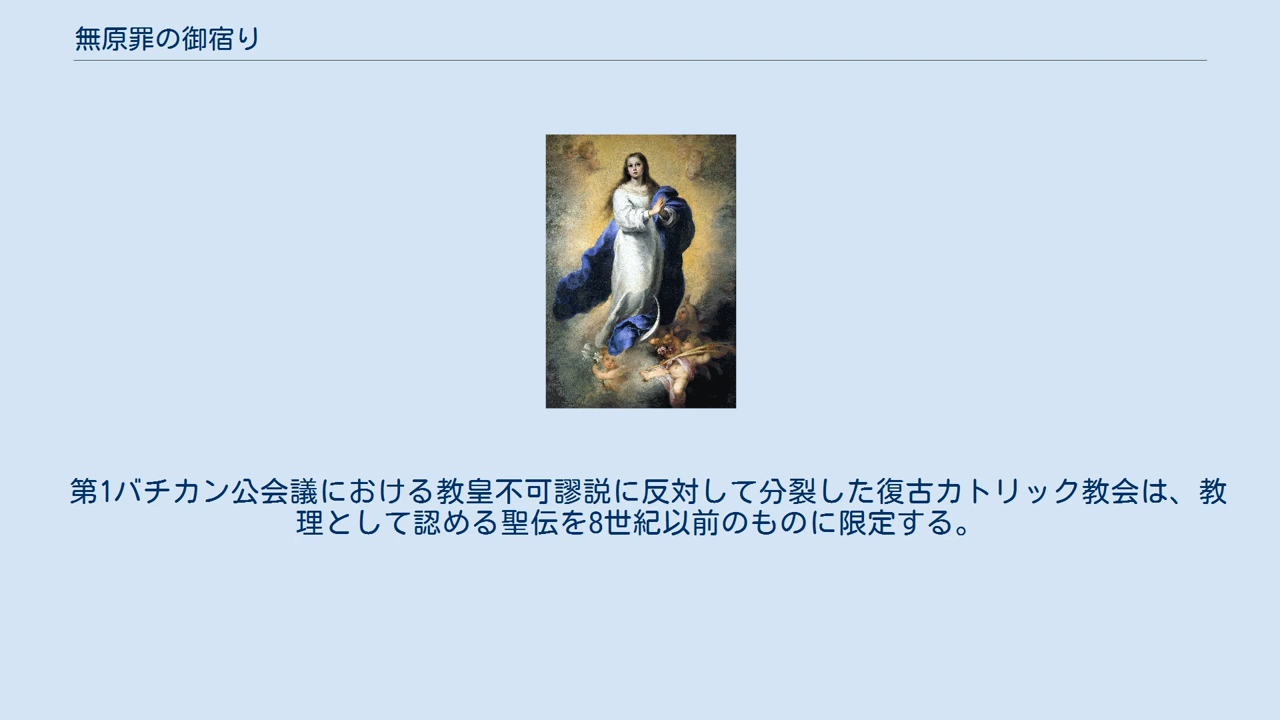 無原罪の御宿り
第1バチカン公会議における教皇不可謬説に反対して分裂した復古カトリック教会は、教
理として認める聖伝を8世紀以前のものに限定する。